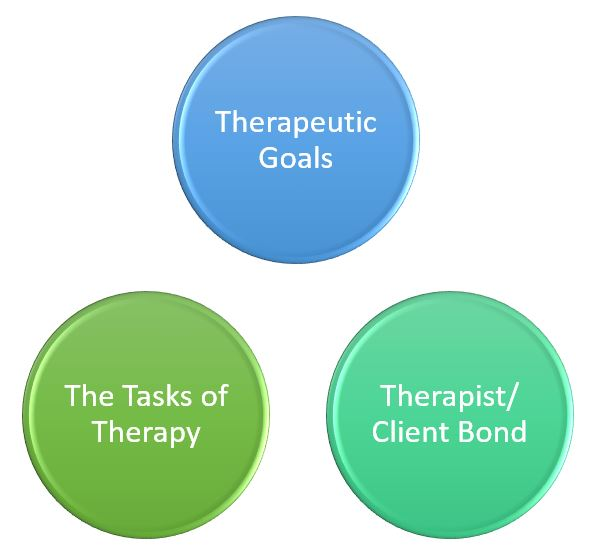 Therapeutic
Goals
The Tasks of
Therapy
Therapist/
Client Bond